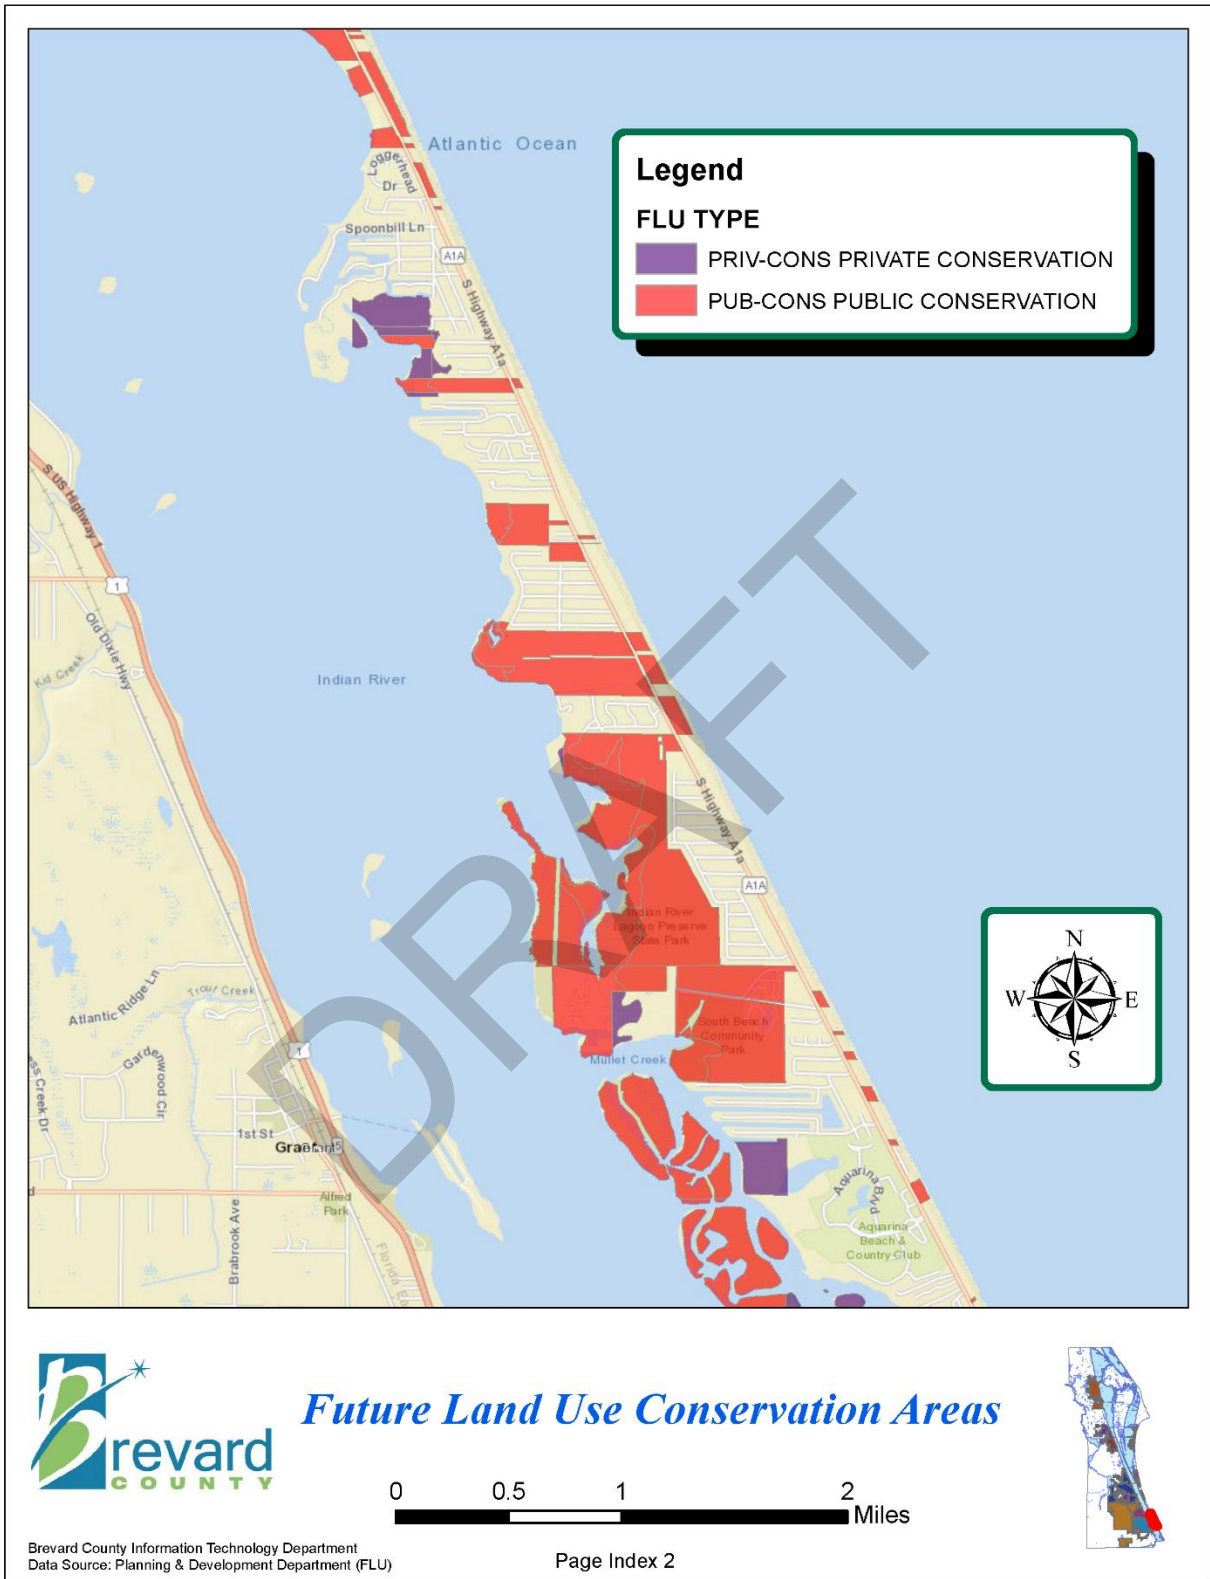 Atlantic Ocean
Legend
FLU TYPE
PRIV-CONS PRIVATE CONSERVATION
PUB-CONS PUBLIC CONSERVATION
Loggerhead
Dr
Spoonbill Ln
A1A
S Highway A1a
S US Highway 1
1
Old Dixie Hwy
Kid Creek
Indian River
S Highway A1a
A1A
Indian River
Lagoon Preserve
State Park
DRAFT
N
W E
S
Trout Creek
Atlantic Ridge Ln
South Beach
Community
Park
Mullet Creek
1
Gardenwood Cir
ess Creek Dr
1st St
Alfred
Park
Brabrook Ave
Aquarina Blvd
Aquarina
Beach &
Country Club
Brevard
COUNTY
Future Land Use Conservation Areas
0 0.5 1 2
Miles
Brevard County Information Technology Department
Data Source: Planning & Development Department (FLU)
Page Index 2